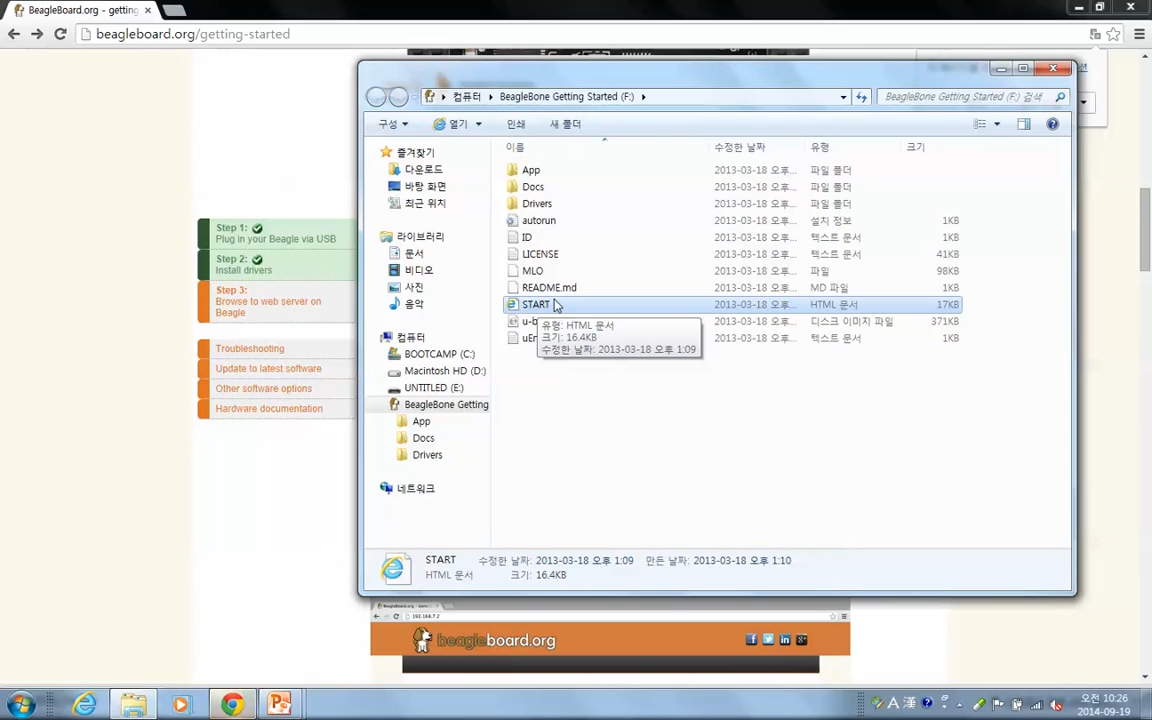 BeagleBoard.org - getting
beagleboard.org/getting-started
Step 1:
Plug in your Beagle via USB
Step 2:
Install drivers
Step 3:
Browse to web server on
Beagle
Troubleshooting
Update to latest software
Other software options
Hardware documentation
컴퓨터 BeagleBone Getting Started (F:)
BeagleBone Getting Started (F:) 검색
구성 열기 인쇄 새 폴더
즐겨찾기
다운로드
바탕 화면
최근 위치
라이브러리
문서
비디오
사진
음악
컴퓨터
BOOTCAMP (C:)
Macintosh HD (D:)
UNTITLED (E:)
BeagleBone Getting
App
Docs
Drivers
네트워크
이름 수정한 날짜 유형 크기
App 2013-03-18 오후... 파일 폴더
Docs 2013-03-18 오후... 파일 폴더
Drivers 2013-03-18 오후... 파일 폴더
autorun 2013-03-18 오후... 설치 정보 1KB
ID 2013-03-18 오후... 텍스트 문서 1KB
LICENSE 2013-03-18 오후... 텍스트 문서 41KB
MLO 2013-03-18 오후... 파일 98KB
README.md 2013-03-18 오후... MD 파일 1KB
START 2013-03-18 오후... HTML 문서 17KB
u-b 2013-03-18 오후... 디스크 이미지 파일 371KB
uEn 2013-03-18 오후... 텍스트 문서 1KB
유형: HTML 문서
크기: 16.4KB
수정한 날짜: 2013-03-18 오후 1:09
START 수정한 날짜: 2013-03-18 오후 1:09 만든 날짜: 2013-03-18 오후 1:10
HTML 문서 크기: 16.4KB
192.168.7.2
beagleboard.org
A 漢
오전 10:26
2014-09-19